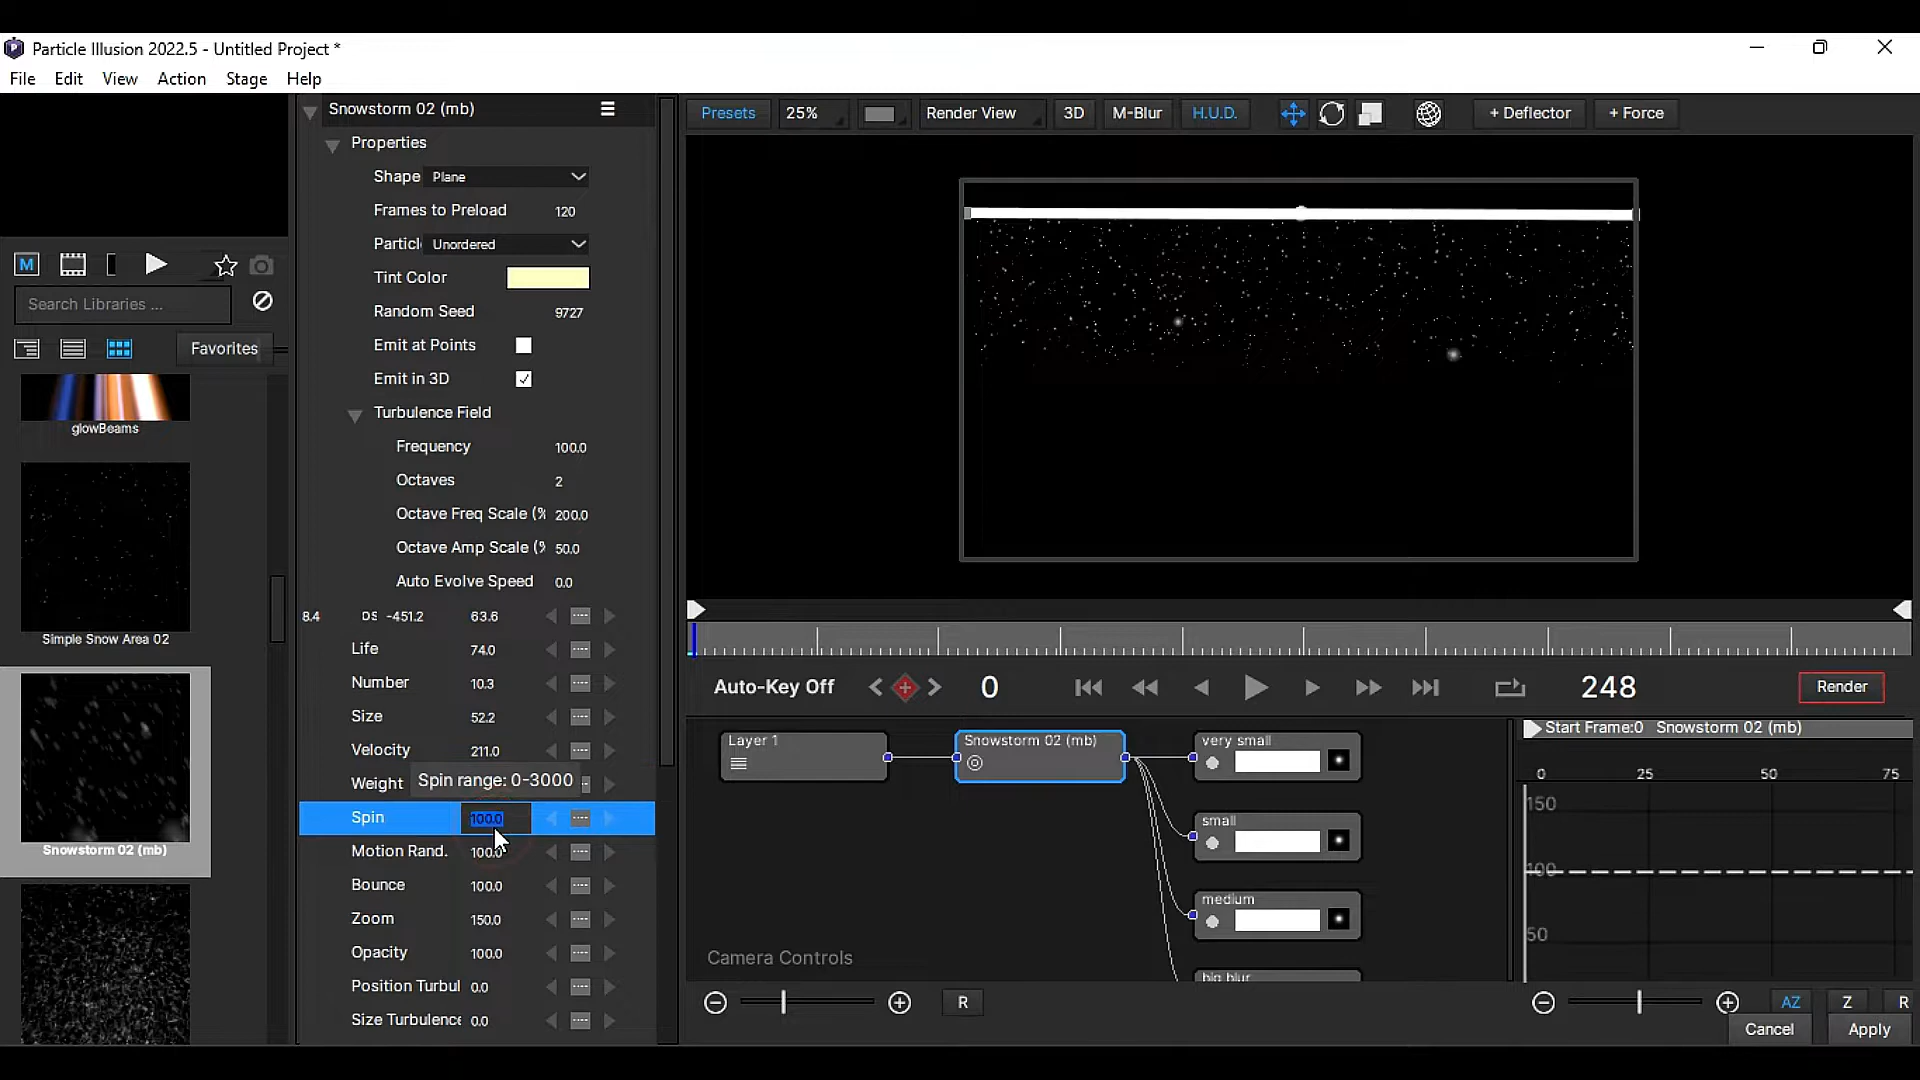 Particle Illusion 2022.5 - Untitled Project *
File Edit View Action Stage Help
M
Search Libraries ...
Favorites
glowBeams
Simple Snow Area 02
Snowstorm 02 (mb)
Snowstorm 02 (mb)
Properties
Shape Plane
Frames to Preload 120
Particl Unordered
Tint Color
Random Seed 9727
Emit at Points
Emit in 3D
Turbulence Field
Frequency 100.0
Octaves 2
Octave Freq Scale (% 200.0
Octave Amp Scale (% 50.0
Auto Evolve Speed 0.0
8.4 DS -451.2 63.6
Life 74.0
Number 10.3
Size 52.2
Velocity 211.0
Weight Spin range: 0-3000
Spin 100.0
Motion Rand. 100.0
Bounce 100.0
Zoom 150.0
Opacity 100.0
Position Turbul 0.0
Size Turbulence 0.0
Presets 25% Render View 3D M-Blur H.U.D. + Deflector + Force
Auto-Key Off 0 248 Render
Layer 1
Snowstorm 02 (mb)
very small
small
medium
big blur
Camera Controls
R
Start Frame:0 Snowstorm 02 (mb)
0 25 50 75
150
100
50
AZ Z R
Cancel Apply